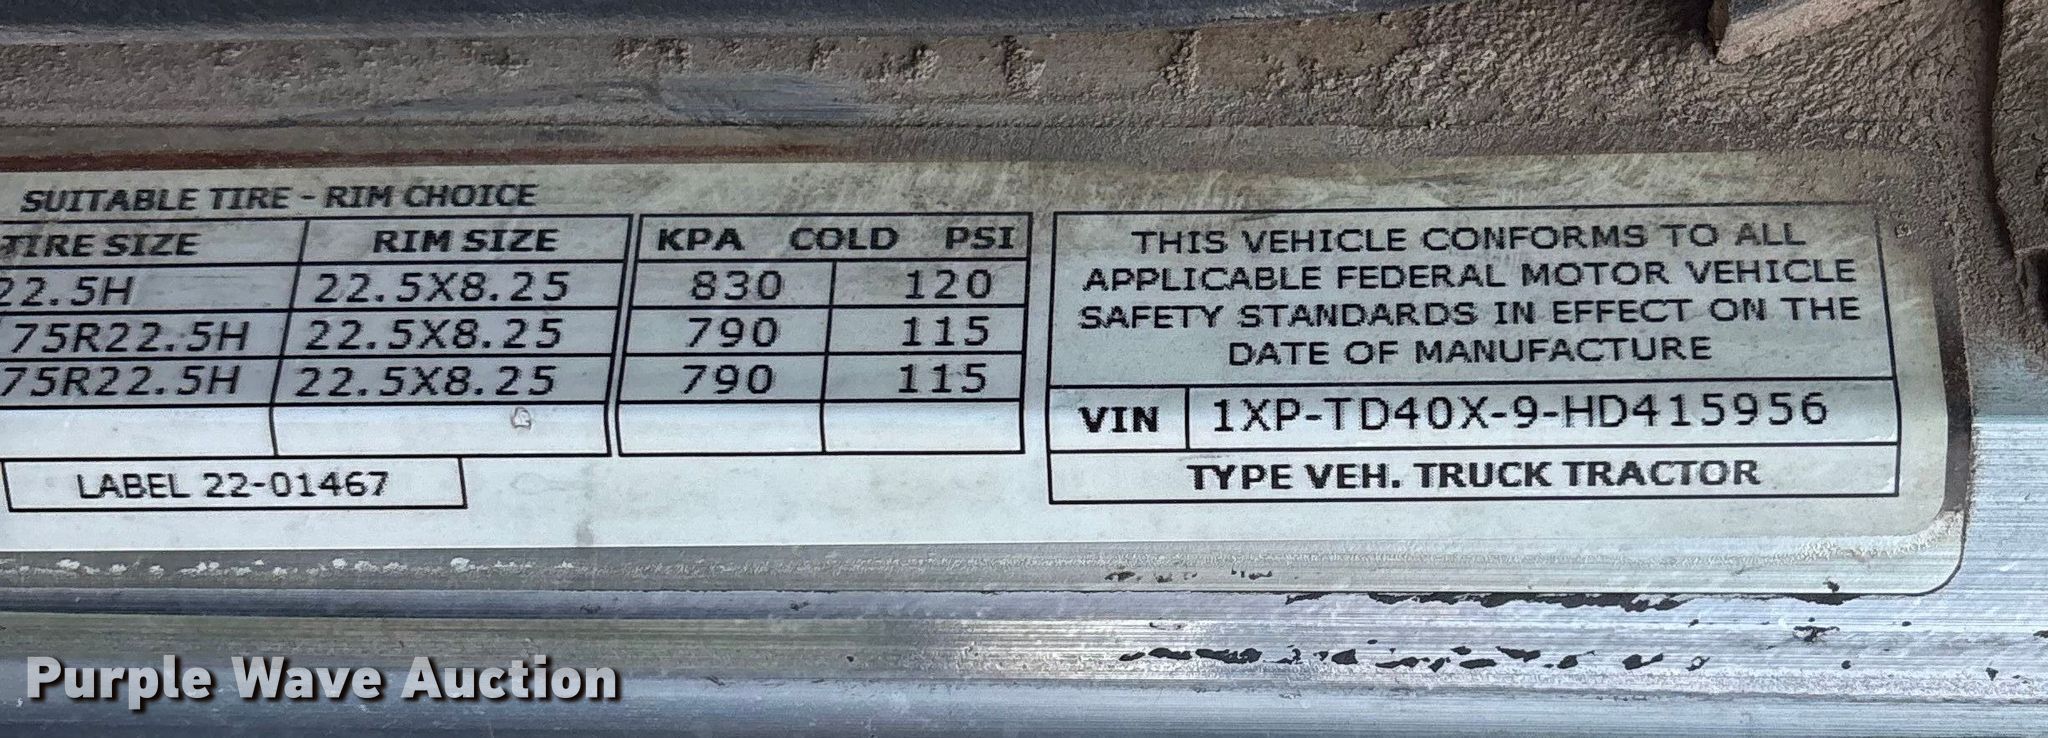 SUITABLE TIRE - RIM CHOICE
TIRE SIZE RIM SIZE KPA COLD PSI
22.5H 22.5X8.25 830 120
75R22.5H 22.5X8.25 790 115
75R22.5H 22.5X8.25 790 115
LABEL 22-01467
THIS VEHICLE CONFORMS TO ALL
APPLICABLE FEDERAL MOTOR VEHICLE
SAFETY STANDARDS IN EFFECT ON THE
DATE OF MANUFACTURE
VIN 1XP-TD40X-9-HD415956
TYPE VEH. TRUCK TRACTOR
Purple Wave Auction